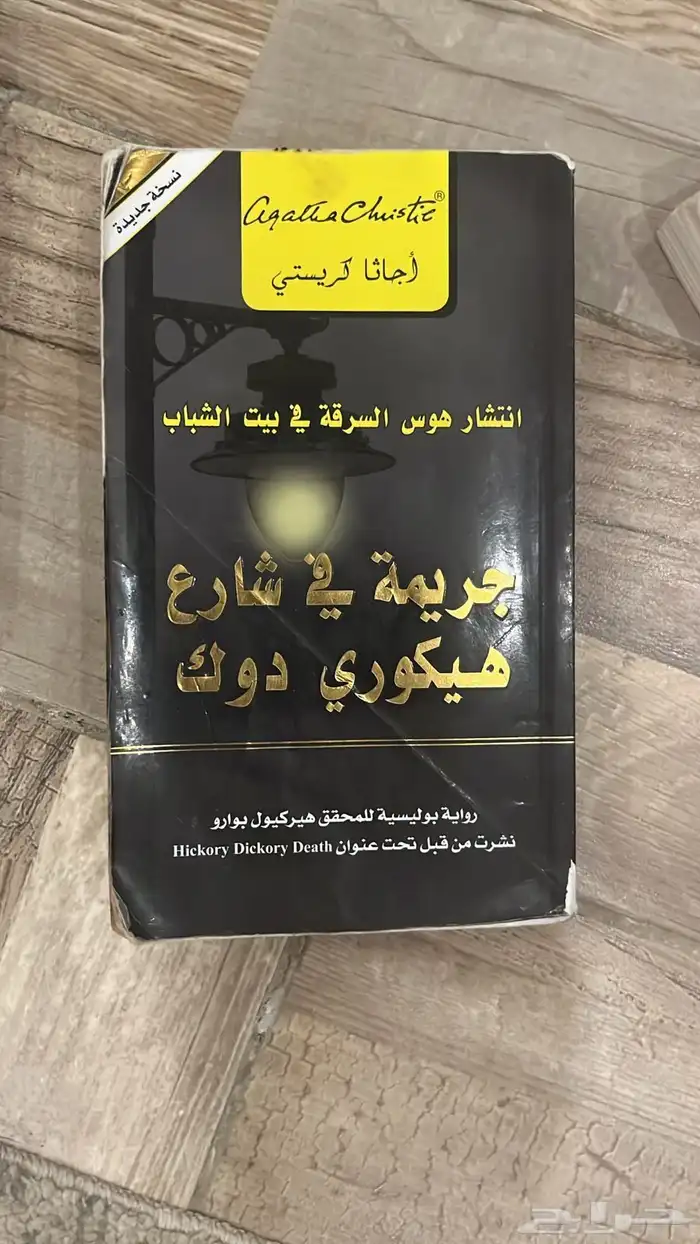 نسخة جديدة
Agatha Christie®
أجاثا كريستي
انتشار هوس السرقة في بيت الشباب
جريمة في شارع
هيكوري دوك
رواية بوليسية للمحقق هيركيول بوارو
نشرت من قبل تحت عنوان Hickory Dickory Death
حراج